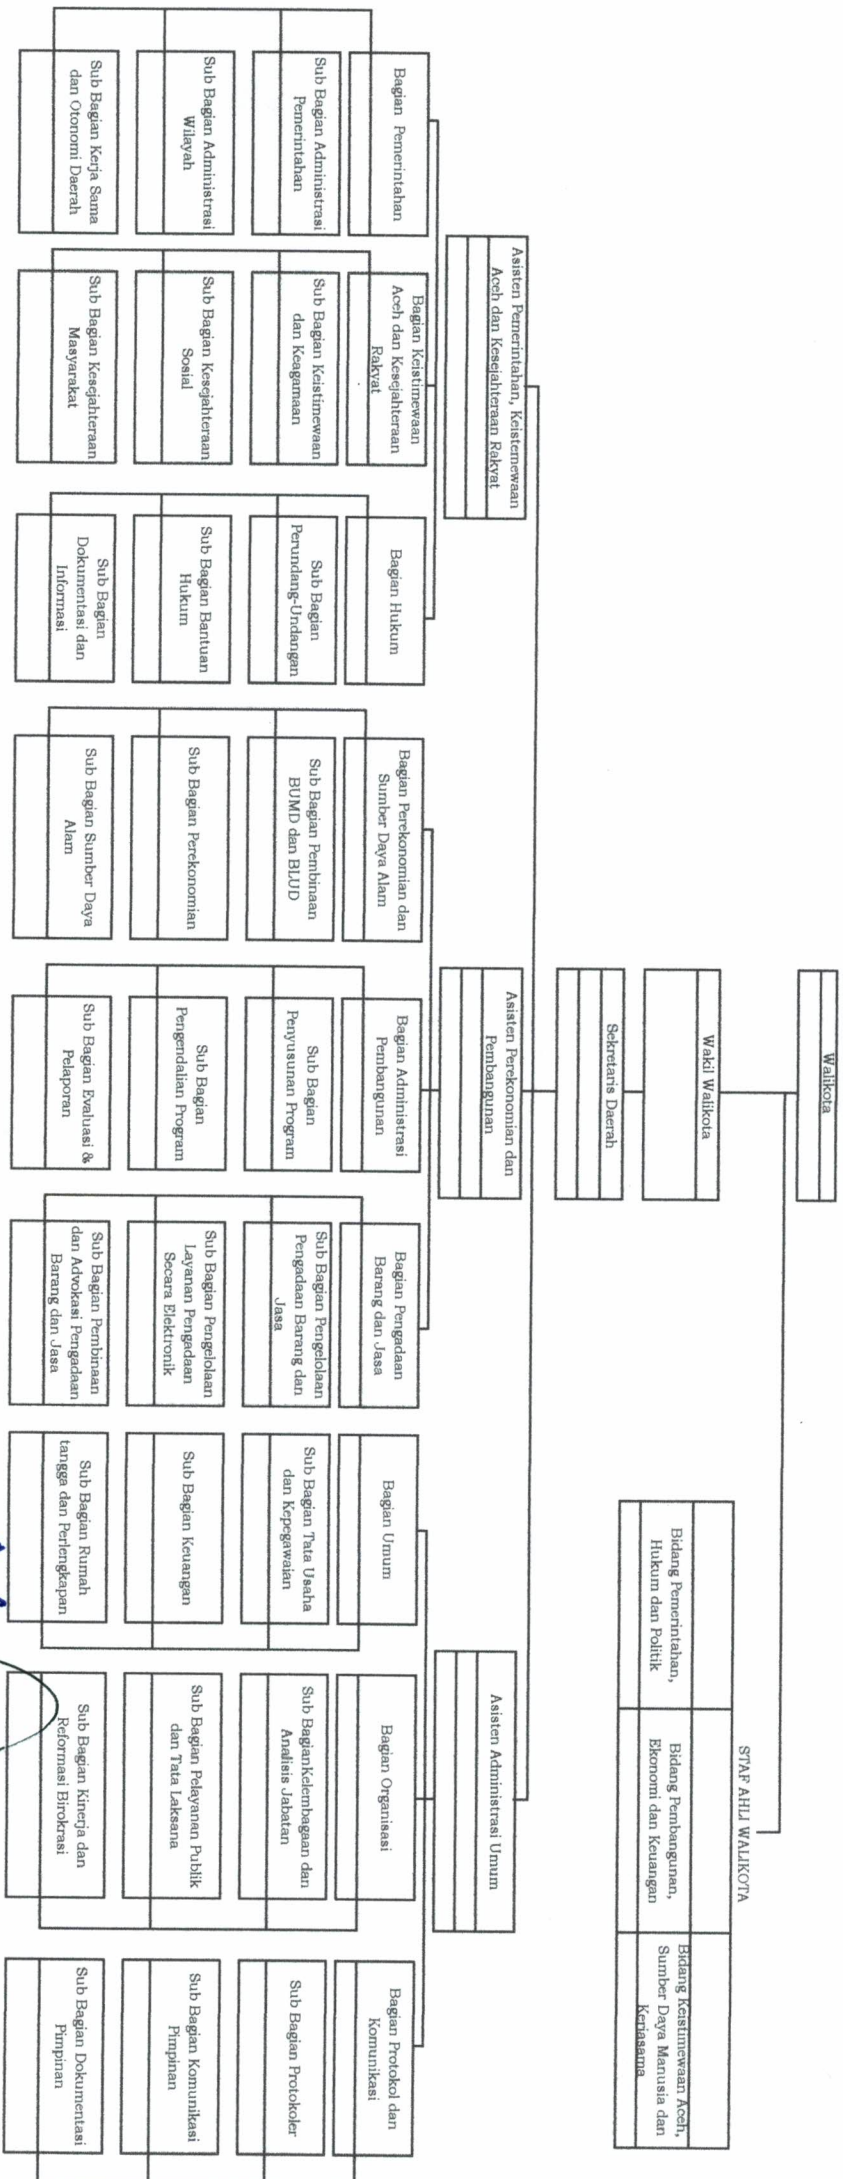 Walikota
Wakil Walikota
Sekretaris Daerah
STAF AHLI WALIKOTA
Bidang Pemerintahan,
Hukum dan Politik
Bidang Pembangunan,
Ekonomi dan Keuangan
Bidang Keistimewaan Aceh,
Sumber Daya Manusia dan
Kerjasama
Asisten Pemerintahan, Keistemewaan
Aceh dan Kesejahteraan Rakyat
Asisten Perekonomian dan
Pembangunan
Asisten Administrasi Umum
Bagian Pemerintahan
Sub Bagian Administrasi
Pemerintahan
Sub Bagian Administrasi
Wilayah
Sub Bagian Kerja Sama
dan Otonomi Daerah
Bagian Keistimewaan
Aceh dan Kesejahteraan
Rakyat
Sub Bagian Keistimewaan
dan Keagamaan
Sub Bagian Kesejahteraan
Sosial
Sub Bagian Kesejahteraan
Masyarakat
Bagian Hukum
Sub Bagian
Perundang-Undangan
Sub Bagian Bantuan
Hukum
Sub Bagian
Dokumentasi dan
Informasi
Bagian Perekonomian dan
Sumber Daya Alam
Sub Bagian Pembinaan
BUMD dan BLUD
Sub Bagian Perekonomian
Sub Bagian Sumber Daya
Alam
Bagian Administrasi
Pembangunan
Sub Bagian
Penyusunan Program
Sub Bagian
Pengendalian Program
Sub Bagian Evaluasi &
Pelaporan
Bagian Pengadaan
Barang dan Jasa
Sub Bagian Pengelolaan
Pengadaan Barang dan
Jasa
Sub Bagian Pengelolaan
Layanan Pengadaan
Secara Elektronik
Sub Bagian Pembinaan
dan Advokasi Pengadaan
Barang dan Jasa
Bagian Umum
Sub Bagian Tata Usaha
dan Kepegawaian
Sub Bagian Keuangan
Sub Bagian Rumah
tangga dan Perlengkapan
Bagian Organisasi
Sub BagianKelembagaan dan
Analisis Jabatan
Sub Bagian Pelayanan Publik
dan Tata Laksana
Sub Bagian Kinerja dan
Reformasi Birokrasi
Bagian Protokol dan
Komunikasi
Sub Bagian Protokoler
Sub Bagian Komunikasi
Pimpinan
Sub Bagian Dokumentasi
Pimpinan